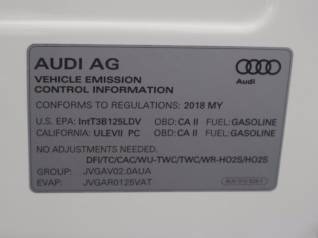 AUDI AG
Audi
VEHICLE EMISSION
CONTROL INFORMATION
CONFORMS TO REGULATIONS: 2018 MY
U.S. EPA: IntT3B125LDV OBD: CA II FUEL:GASOLINE
CALIFORNIA: ULEVII PC OBD: CA II FUEL:GASOLINE
NO ADJUSTMENTS NEEDED.
DFI/TC/CAC/WU-TWC/TWC/WR-HO2S/HO2S
GROUP: JVGAV02.0AUA
EVAP: JVGAR0125VAT